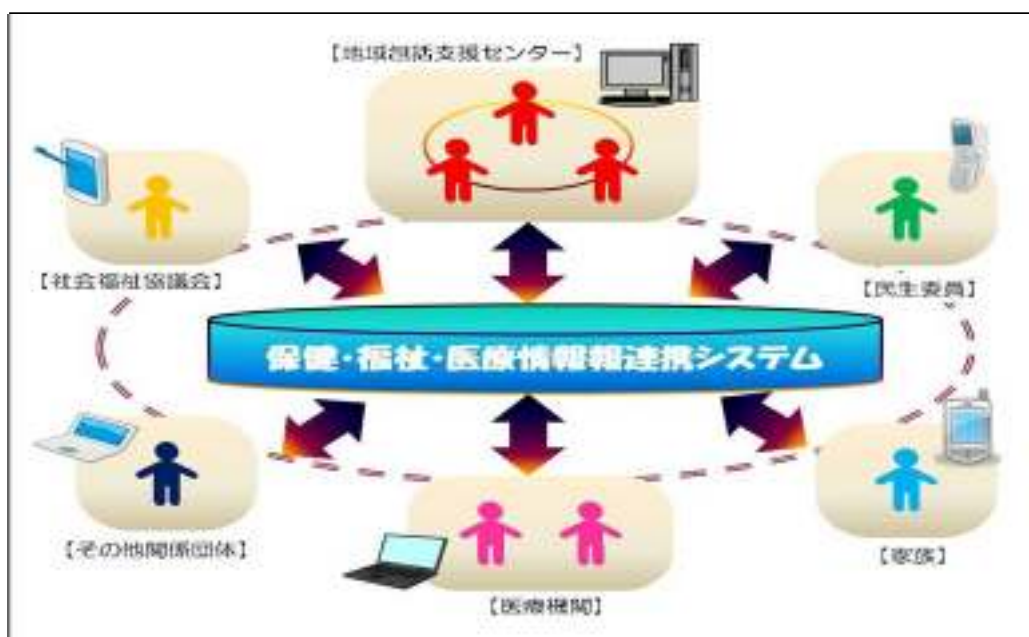 【地域包括支援センター】
【社会福祉協議会】
【民生委員】
保健・福祉・医療情報報連携システム
【その他関係団体】
【家族】
【医療機関】